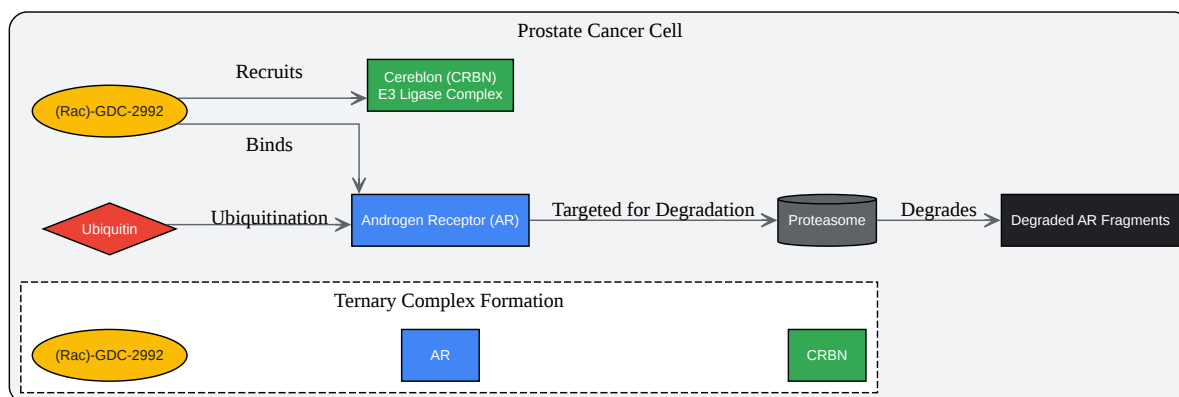 Prostate Cancer Cell
Recruits
Cereblon (CRBN)
E3 Ligase Complex
(Rac)-GDC-2992
Binds
Ubiquitin
Ubiquitination
Androgen Receptor (AR)
Targeted for Degradation
Proteasome
Degrades
Degraded AR Fragments
Ternary Complex Formation
(Rac)-GDC-2992
AR
CRBN